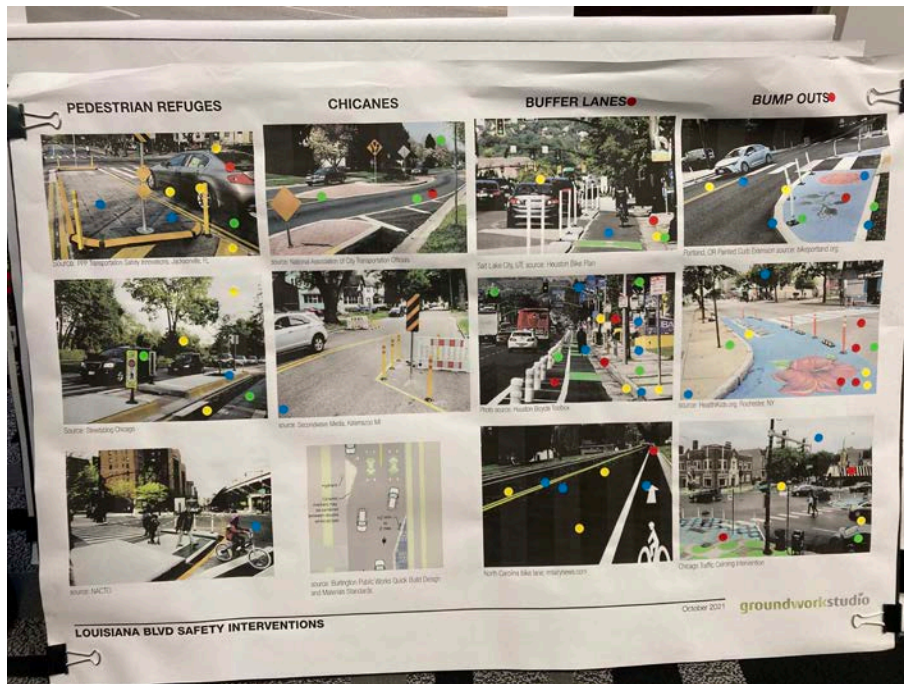 PEDESTRIAN REFUGES
CHICANES
BUFFER LANES
BUMP OUTS
source: PPP Transportation Safety Innovations, Jacksonville, FL
source: National Association of City Transportation Officials
Salt Lake City, UT, source: Houston Bike Plan
Portland, OR Painted Curb Extension source: bikeportland.org
Source: Streetsblog Chicago
source: Secondwave Media, Kalamazoo MI
Photo source: Houston Bicycle Toolbox
source: HealthiKids.org, Rochester, NY
source: NACTO
source: Burlington Public Works Quick Build Design
and Materials Standards.
North Carolina bike lane, mtairynews.com
Chicago Traffic Calming Intervention
LOUISIANA BLVD SAFETY INTERVENTIONS
October 2021
groundworkstudio